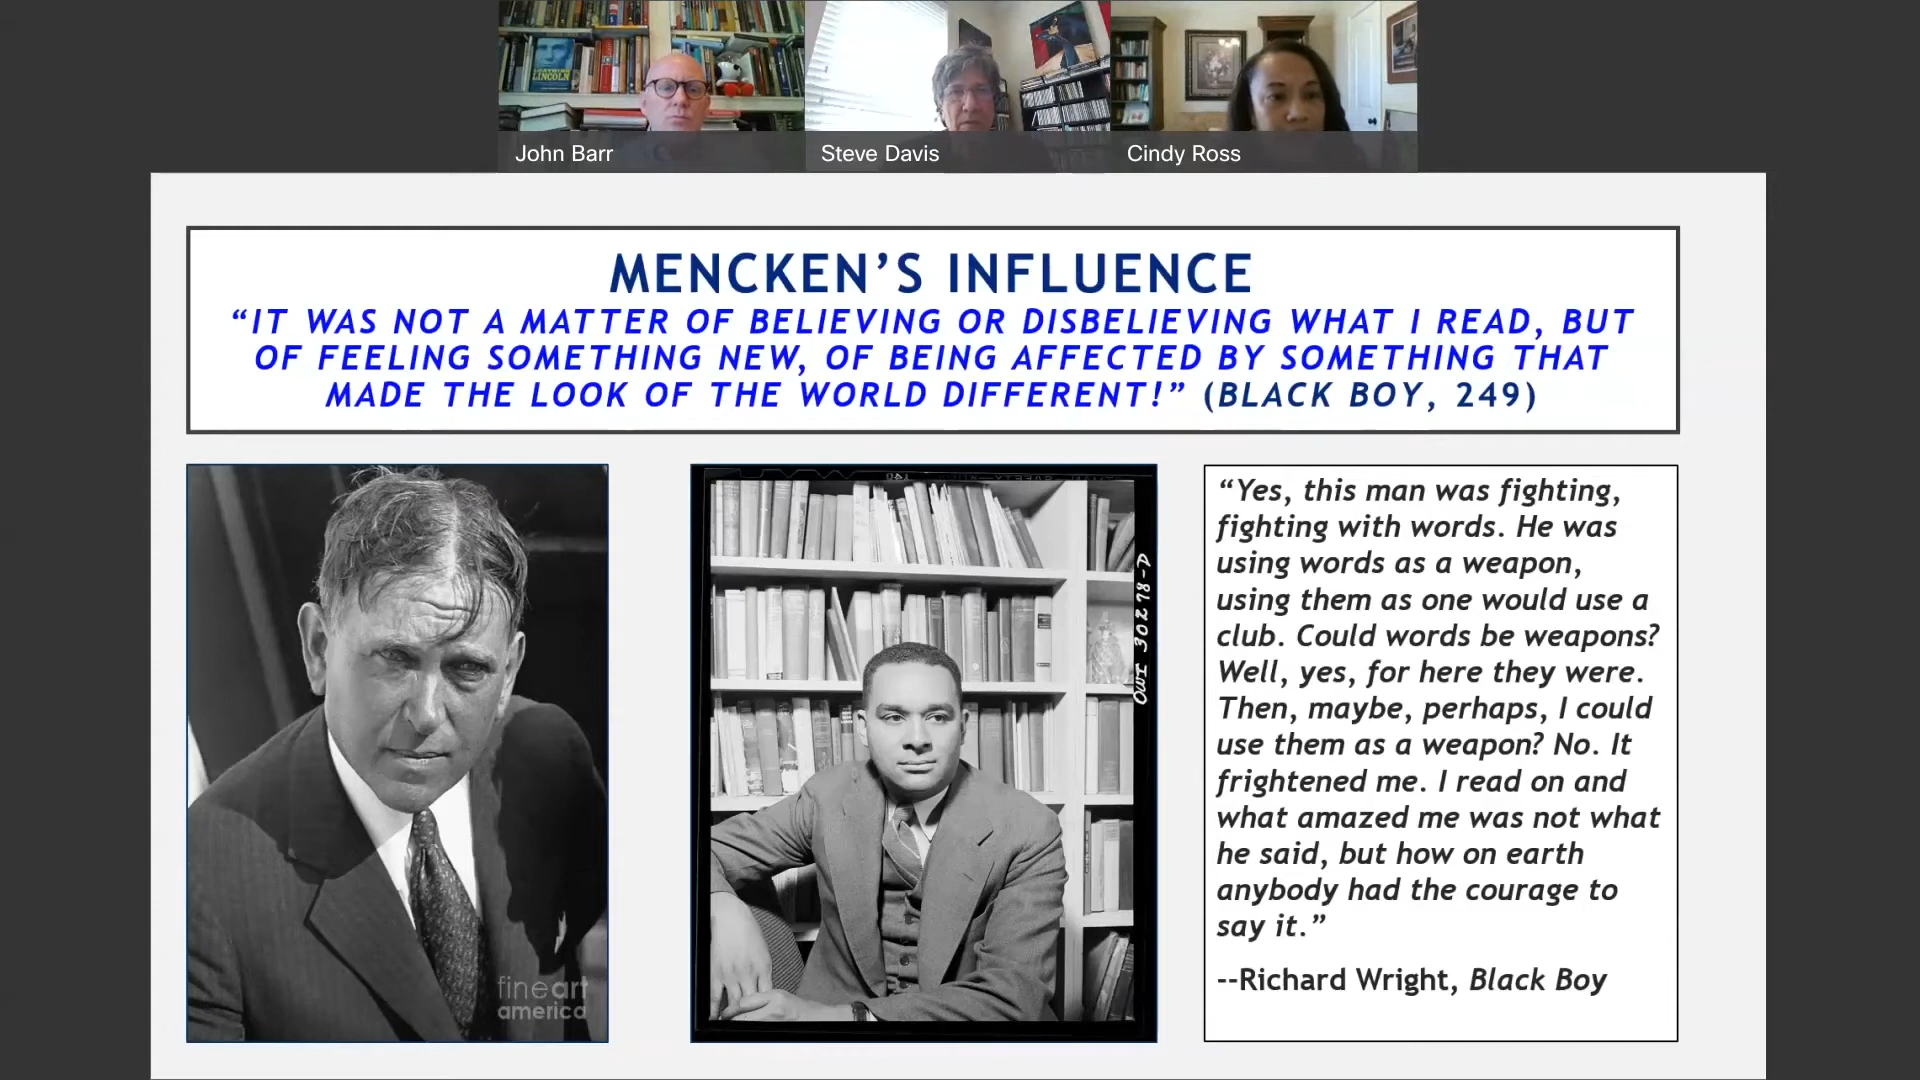 LOATHING
LINCOLN
John Barr
Steve Davis
Cindy Ross
MENCKEN’S INFLUENCE
“IT WAS NOT A MATTER OF BELIEVING OR DISBELIEVING WHAT I READ, BUT
OF FEELING SOMETHING NEW, OF BEING AFFECTED BY SOMETHING THAT
MADE THE LOOK OF THE WORLD DIFFERENT!” (BLACK BOY, 249)
fineart
america
OWI 30278-D
“Yes, this man was fighting,
fighting with words. He was
using words as a weapon,
using them as one would use a
club. Could words be weapons?
Well, yes, for here they were.
Then, maybe, perhaps, I could
use them as a weapon? No. It
frightened me. I read on and
what amazed me was not what
he said, but how on earth
anybody had the courage to
say it.”
--Richard Wright, Black Boy